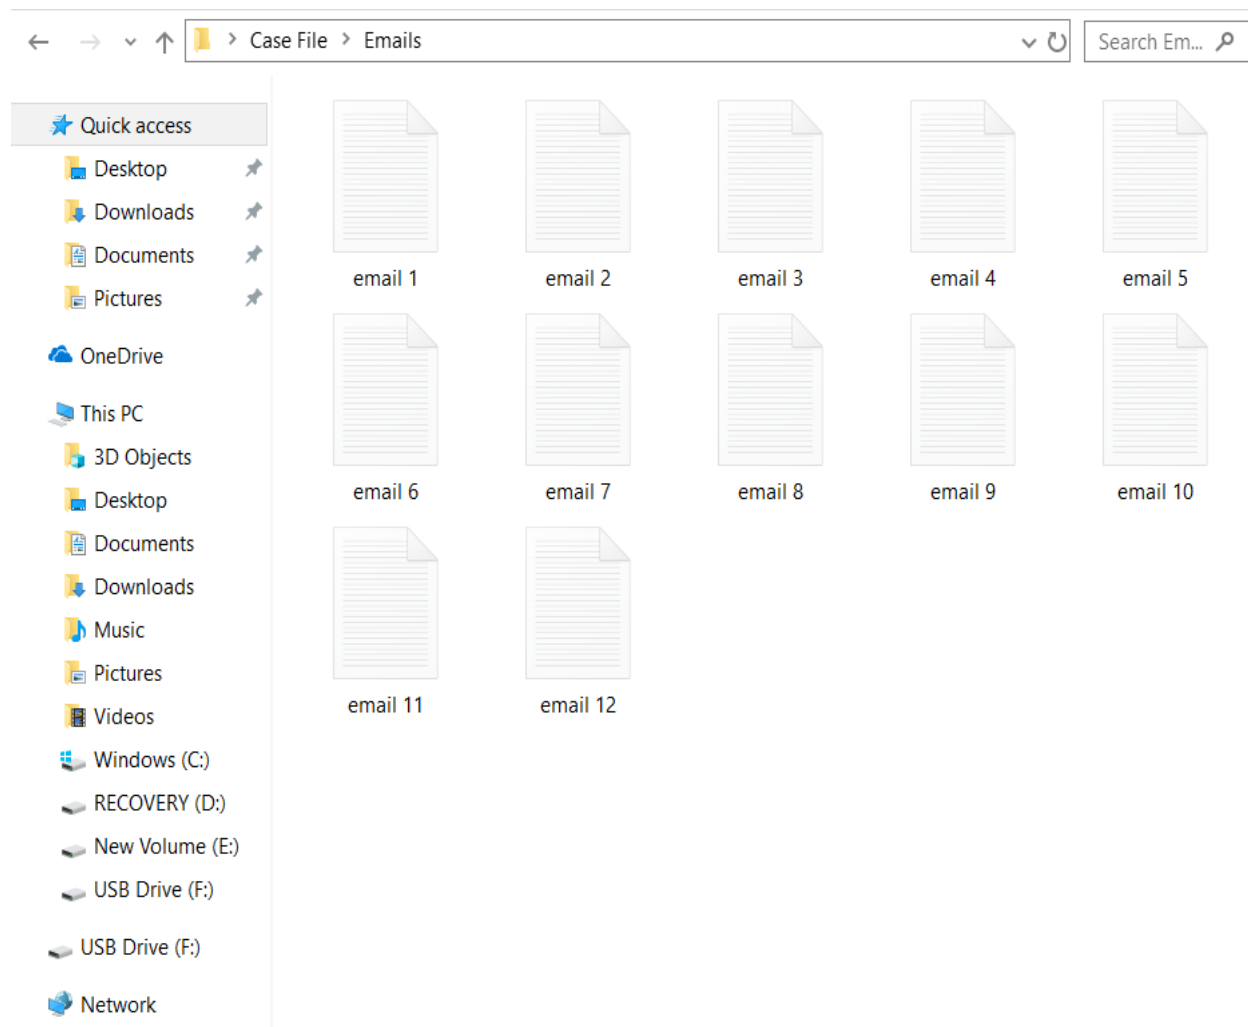 Case File Emails
Search Em...
Quick access
Desktop
Downloads
Documents
Pictures
OneDrive
This PC
3D Objects
Desktop
Documents
Downloads
Music
Pictures
Videos
Windows (C:)
RECOVERY (D:)
New Volume (E:)
USB Drive (F:)
USB Drive (F:)
Network
email 1 email 2 email 3 email 4 email 5
email 6 email 7 email 8 email 9 email 10
email 11 email 12